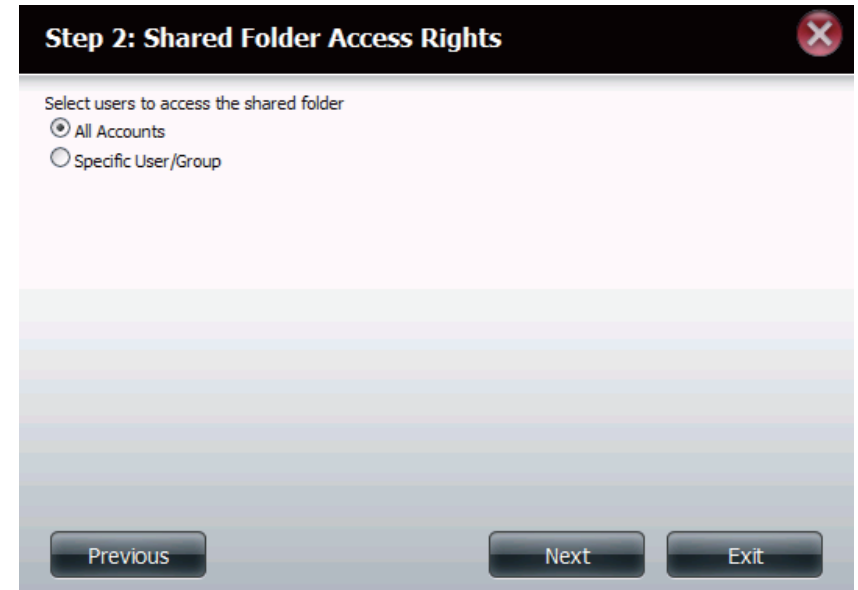 Step 2: Shared Folder Access Rights
Select users to access the shared folder
All Accounts
Specific User/Group
Previous Next Exit